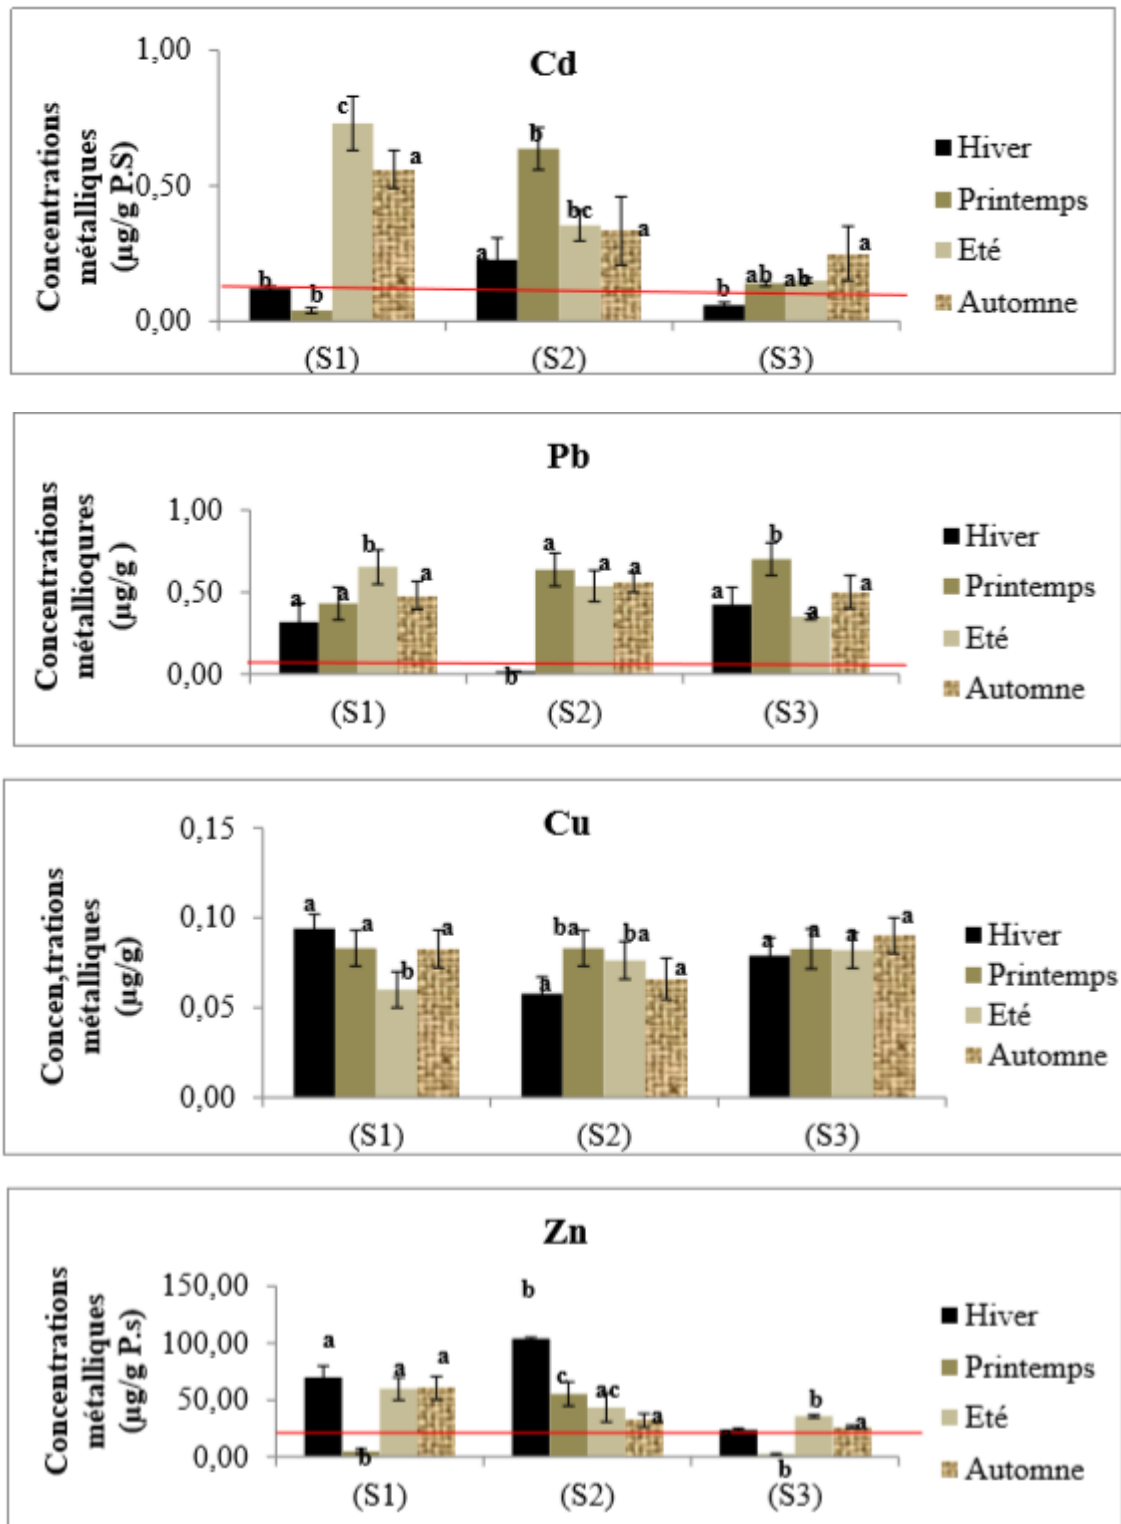 Cd
Concentrations
métalliques
(µg/g P.S)
1,00
0,50
0,00
c
a
b
b
b
a
bc
a
b
ab
ab
a
(S1)
(S2)
(S3)
Hiver
Printemps
Eté
Automne
Pb
Concentrations
métallioqures
(µg/g )
1,00
0,50
0,00
a
a
b
a
b
a
a
a
a
b
a
a
(S1)
(S2)
(S3)
Hiver
Printemps
Eté
Automne
Cu
Concen,trations
métalliques
(µg/g)
0,15
0,10
0,05
0,00
a
a
b
a
a
ba
ba
a
a
a
a
a
(S1)
(S2)
(S3)
Hiver
Printemps
Eté
Automne
Zn
Concentrations
métalliques
(µg/g P.s)
150,00
100,00
50,00
0,00
a
b
a
a
b
c
ac
a
b
b
a
(S1)
(S2)
(S3)
Hiver
Printemps
Eté
Automne